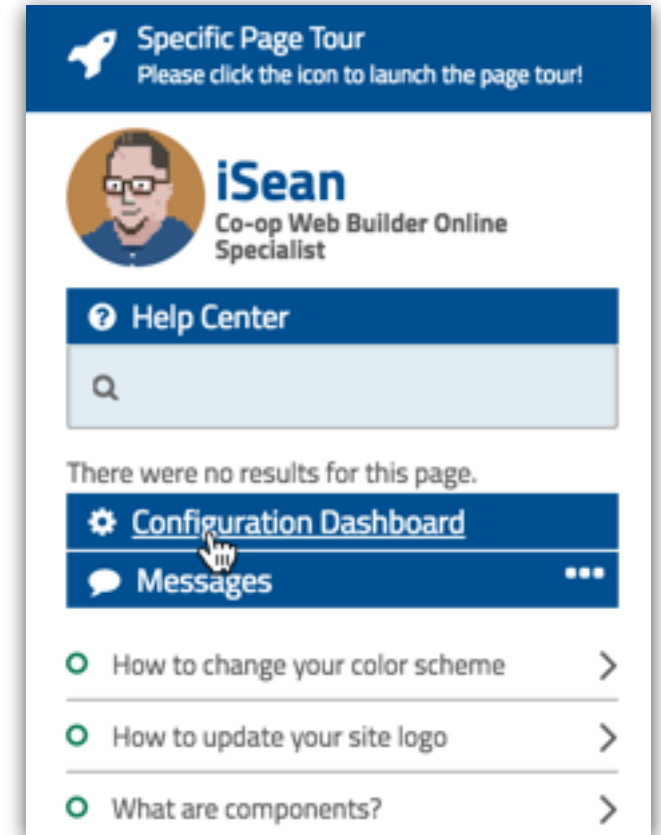 Specific Page Tour
Please click the icon to launch the page tour!
iSean
Co-op Web Builder Online
Specialist
Help Center
There were no results for this page.
Configuration Dashboard
Messages
How to change your color scheme
How to update your site logo
What are components?